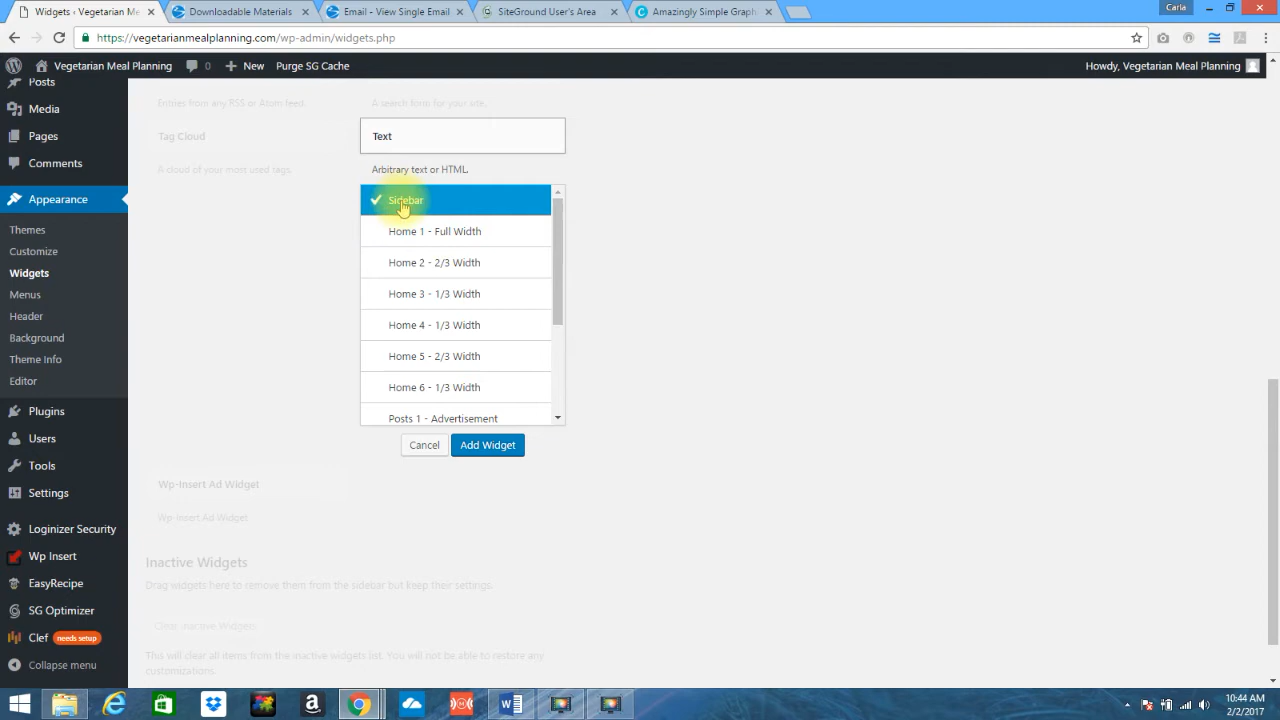 Widgets ‹ Vegetarian Me
Downloadable Materials
Email - View Single Email
SiteGround User's Area
Amazingly Simple Graph
Carla
https://vegetarianmealplanning.com/wp-admin/widgets.php
Vegetarian Meal Planning
0
New
Purge SG Cache
Howdy, Vegetarian Meal Planning
Posts
Media
Pages
Comments
Appearance
Themes
Customize
Widgets
Menus
Header
Background
Theme Info
Editor
Plugins
Users
Tools
Settings
Loginizer Security
Wp Insert
EasyRecipe
SG Optimizer
Clef needs setup
Collapse menu
Entries from any RSS or Atom feed.
A search form for your site.
Tag Cloud
Text
A cloud of your most used tags.
Arbitrary text or HTML.
Sidebar
Home 1 - Full Width
Home 2 - 2/3 Width
Home 3 - 1/3 Width
Home 4 - 1/3 Width
Home 5 - 2/3 Width
Home 6 - 1/3 Width
Posts 1 - Advertisement
Cancel
Add Widget
Wp-Insert Ad Widget
Wp-Insert Ad Widget
Inactive Widgets
Drag widgets here to remove them from the sidebar but keep their settings.
Clear Inactive Widgets
This will clear all items from the inactive widgets list. You will not be able to restore any
customizations.
10:44 AM
2/2/2017